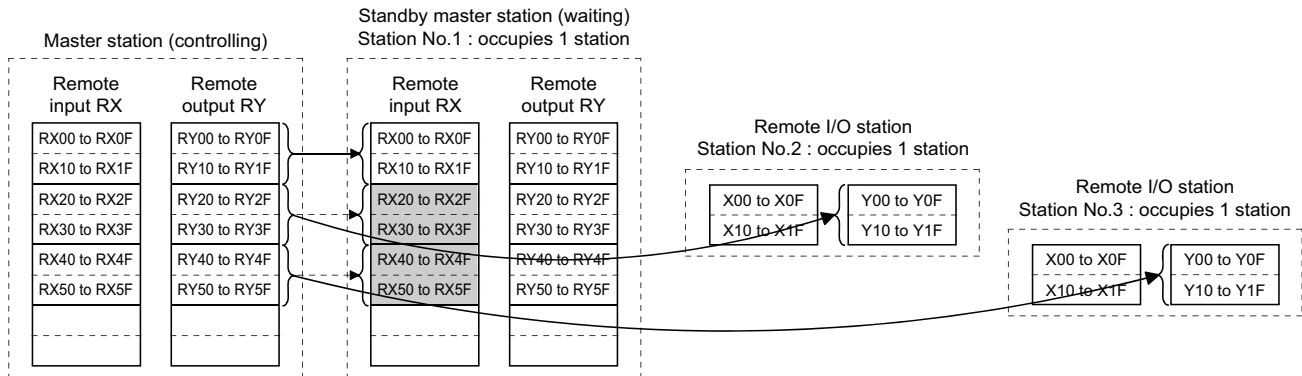 Master station (controlling)
Remote
input RX
Remote
output RY
RX00 to RX0F
RX10 to RX1F
RX20 to RX2F
RX30 to RX3F
RX40 to RX4F
RX50 to RX5F
RY00 to RY0F
RY10 to RY1F
RY20 to RY2F
RY30 to RY3F
RY40 to RY4F
RY50 to RY5F
Standby master station (waiting)
Station No.1 : occupies 1 station
Remote
input RX
Remote
output RY
RX00 to RX0F
RX10 to RX1F
RX20 to RX2F
RX30 to RX3F
RX40 to RX4F
RX50 to RX5F
RY00 to RY0F
RY10 to RY1F
RY20 to RY2F
RY30 to RY3F
RY40 to RY4F
RY50 to RY5F
Remote I/O station
Station No.2 : occupies 1 station
X00 to X0F
X10 to X1F
Y00 to Y0F
Y10 to Y1F
Remote I/O station
Station No.3 : occupies 1 station
X00 to X0F
X10 to X1F
Y00 to Y0F
Y10 to Y1F